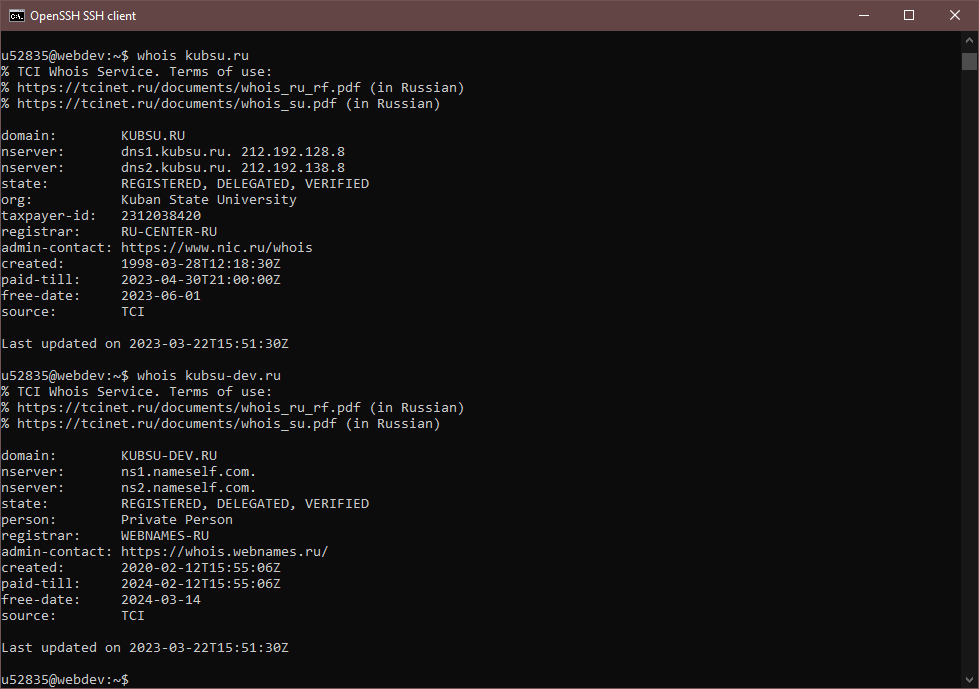 OpenSSH SSH client
u52835@webdev:~$ whois kubsu.ru
% TCI Whois Service. Terms of use:
% https://tcinet.ru/documents/whois_ru_rf.pdf (in Russian)
% https://tcinet.ru/documents/whois_su.pdf (in Russian)
domain:        KUBSU.RU
nserver:       dns1.kubsu.ru. 212.192.128.8
nserver:       dns2.kubsu.ru. 212.192.138.8
state:         REGISTERED, DELEGATED, VERIFIED
org:           Kuban State University
taxpayer-id:   2312038420
registrar:     RU-CENTER-RU
admin-contact: https://www.nic.ru/whois
created:       1998-03-28T12:18:30Z
paid-till:     2023-04-30T21:00:00Z
free-date:     2023-06-01
source:        TCI
Last updated on 2023-03-22T15:51:30Z
u52835@webdev:~$ whois kubsu-dev.ru
% TCI Whois Service. Terms of use:
% https://tcinet.ru/documents/whois_ru_rf.pdf (in Russian)
% https://tcinet.ru/documents/whois_su.pdf (in Russian)
domain:        KUBSU-DEV.RU
nserver:       ns1.nameself.com.
nserver:       ns2.nameself.com.
state:         REGISTERED, DELEGATED, VERIFIED
person:        Private Person
registrar:     WEBNAMES-RU
admin-contact: https://whois.webnames.ru/
created:       2020-02-12T15:55:06Z
paid-till:     2024-02-12T15:55:06Z
free-date:     2024-03-14
source:        TCI
Last updated on 2023-03-22T15:51:30Z
u52835@webdev:~$